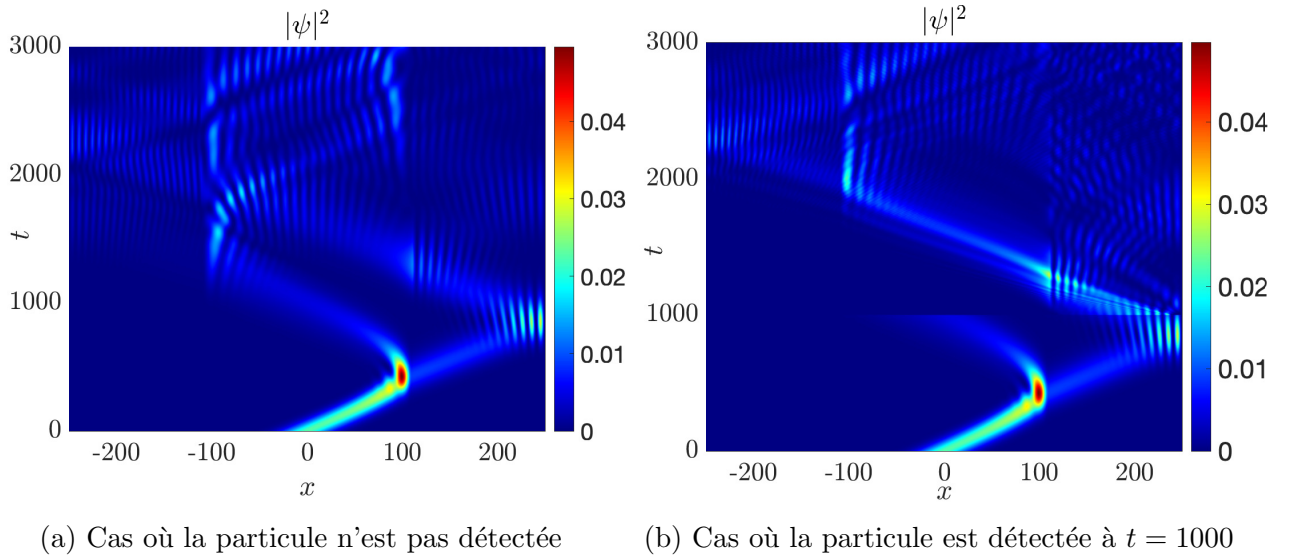 |ψ|²
3000
2000
1000
0
t
-200 -100 0 100 200
x
0.04
0.03
0.02
0.01
0
(a) Cas où la particule n'est pas détectée
|ψ|²
3000
2000
1000
0
t
-200 -100 0 100 200
x
0.04
0.03
0.02
0.01
0
(b) Cas où la particule est détectée à t = 1000